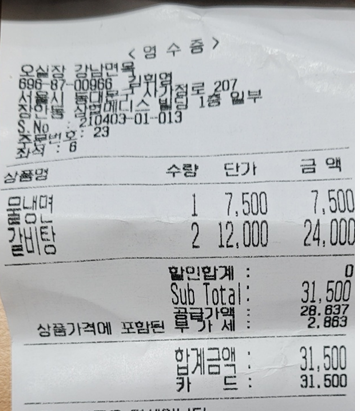 < 영 수 증 >
오실장 강남면옥
696-87-00966 김휘영
서울시 동대문구 사가정로 207
장안동 삼협메디스 빌딩 1층 일부
S.No : 210403-01-013
주문번호: 23
좌석 : 6
상품명 수량 단가 금 액
물냉면 1 7,500 7,500
갈비탕 2 12,000 24,000
할인합계 : 0
Sub Total: 31,500
공급가액: 28,637
상품가격에 포함된 부 가 세: 2,863
합계금액 : 31,500
카 드 : 31,500